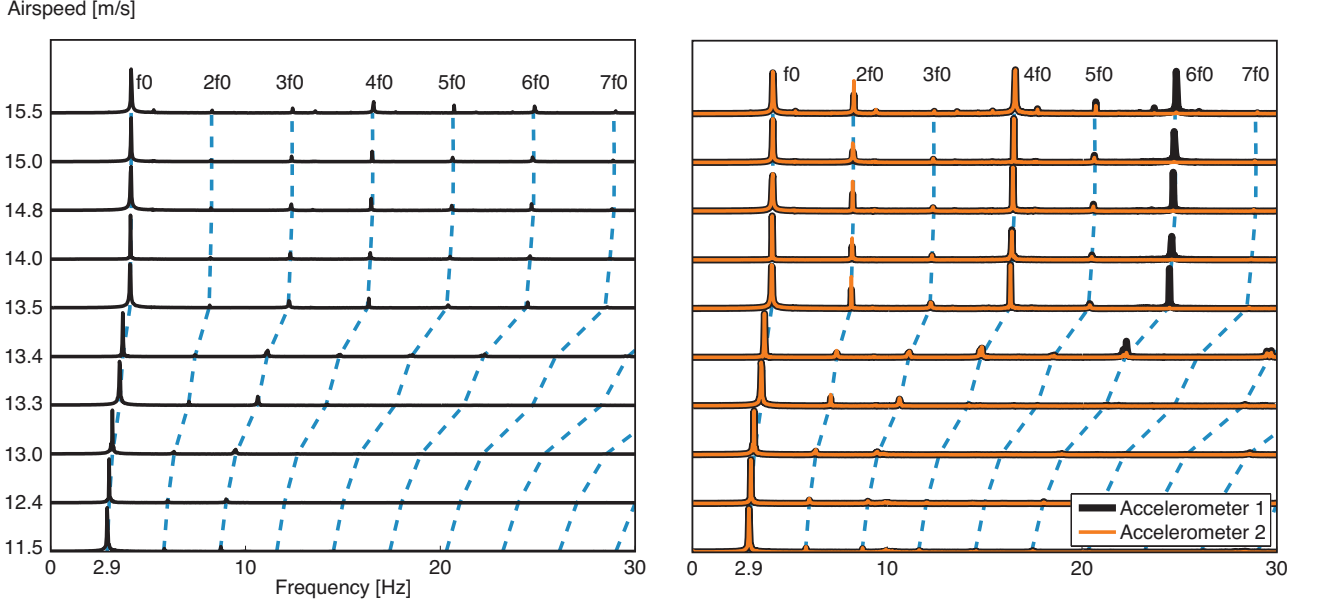 Airspeed [m/s]
f0 2f0 3f0 4f0 5f0 6f0 7f0
f0 2f0 3f0 4f0 5f0 6f0 7f0
15.5
15.0
14.8
14.0
13.5
13.4
13.3
13.0
12.4
11.5
Accelerometer 1
Accelerometer 2
0 2.9 10 20 30
0 2.9 10 20 30
Frequency [Hz]